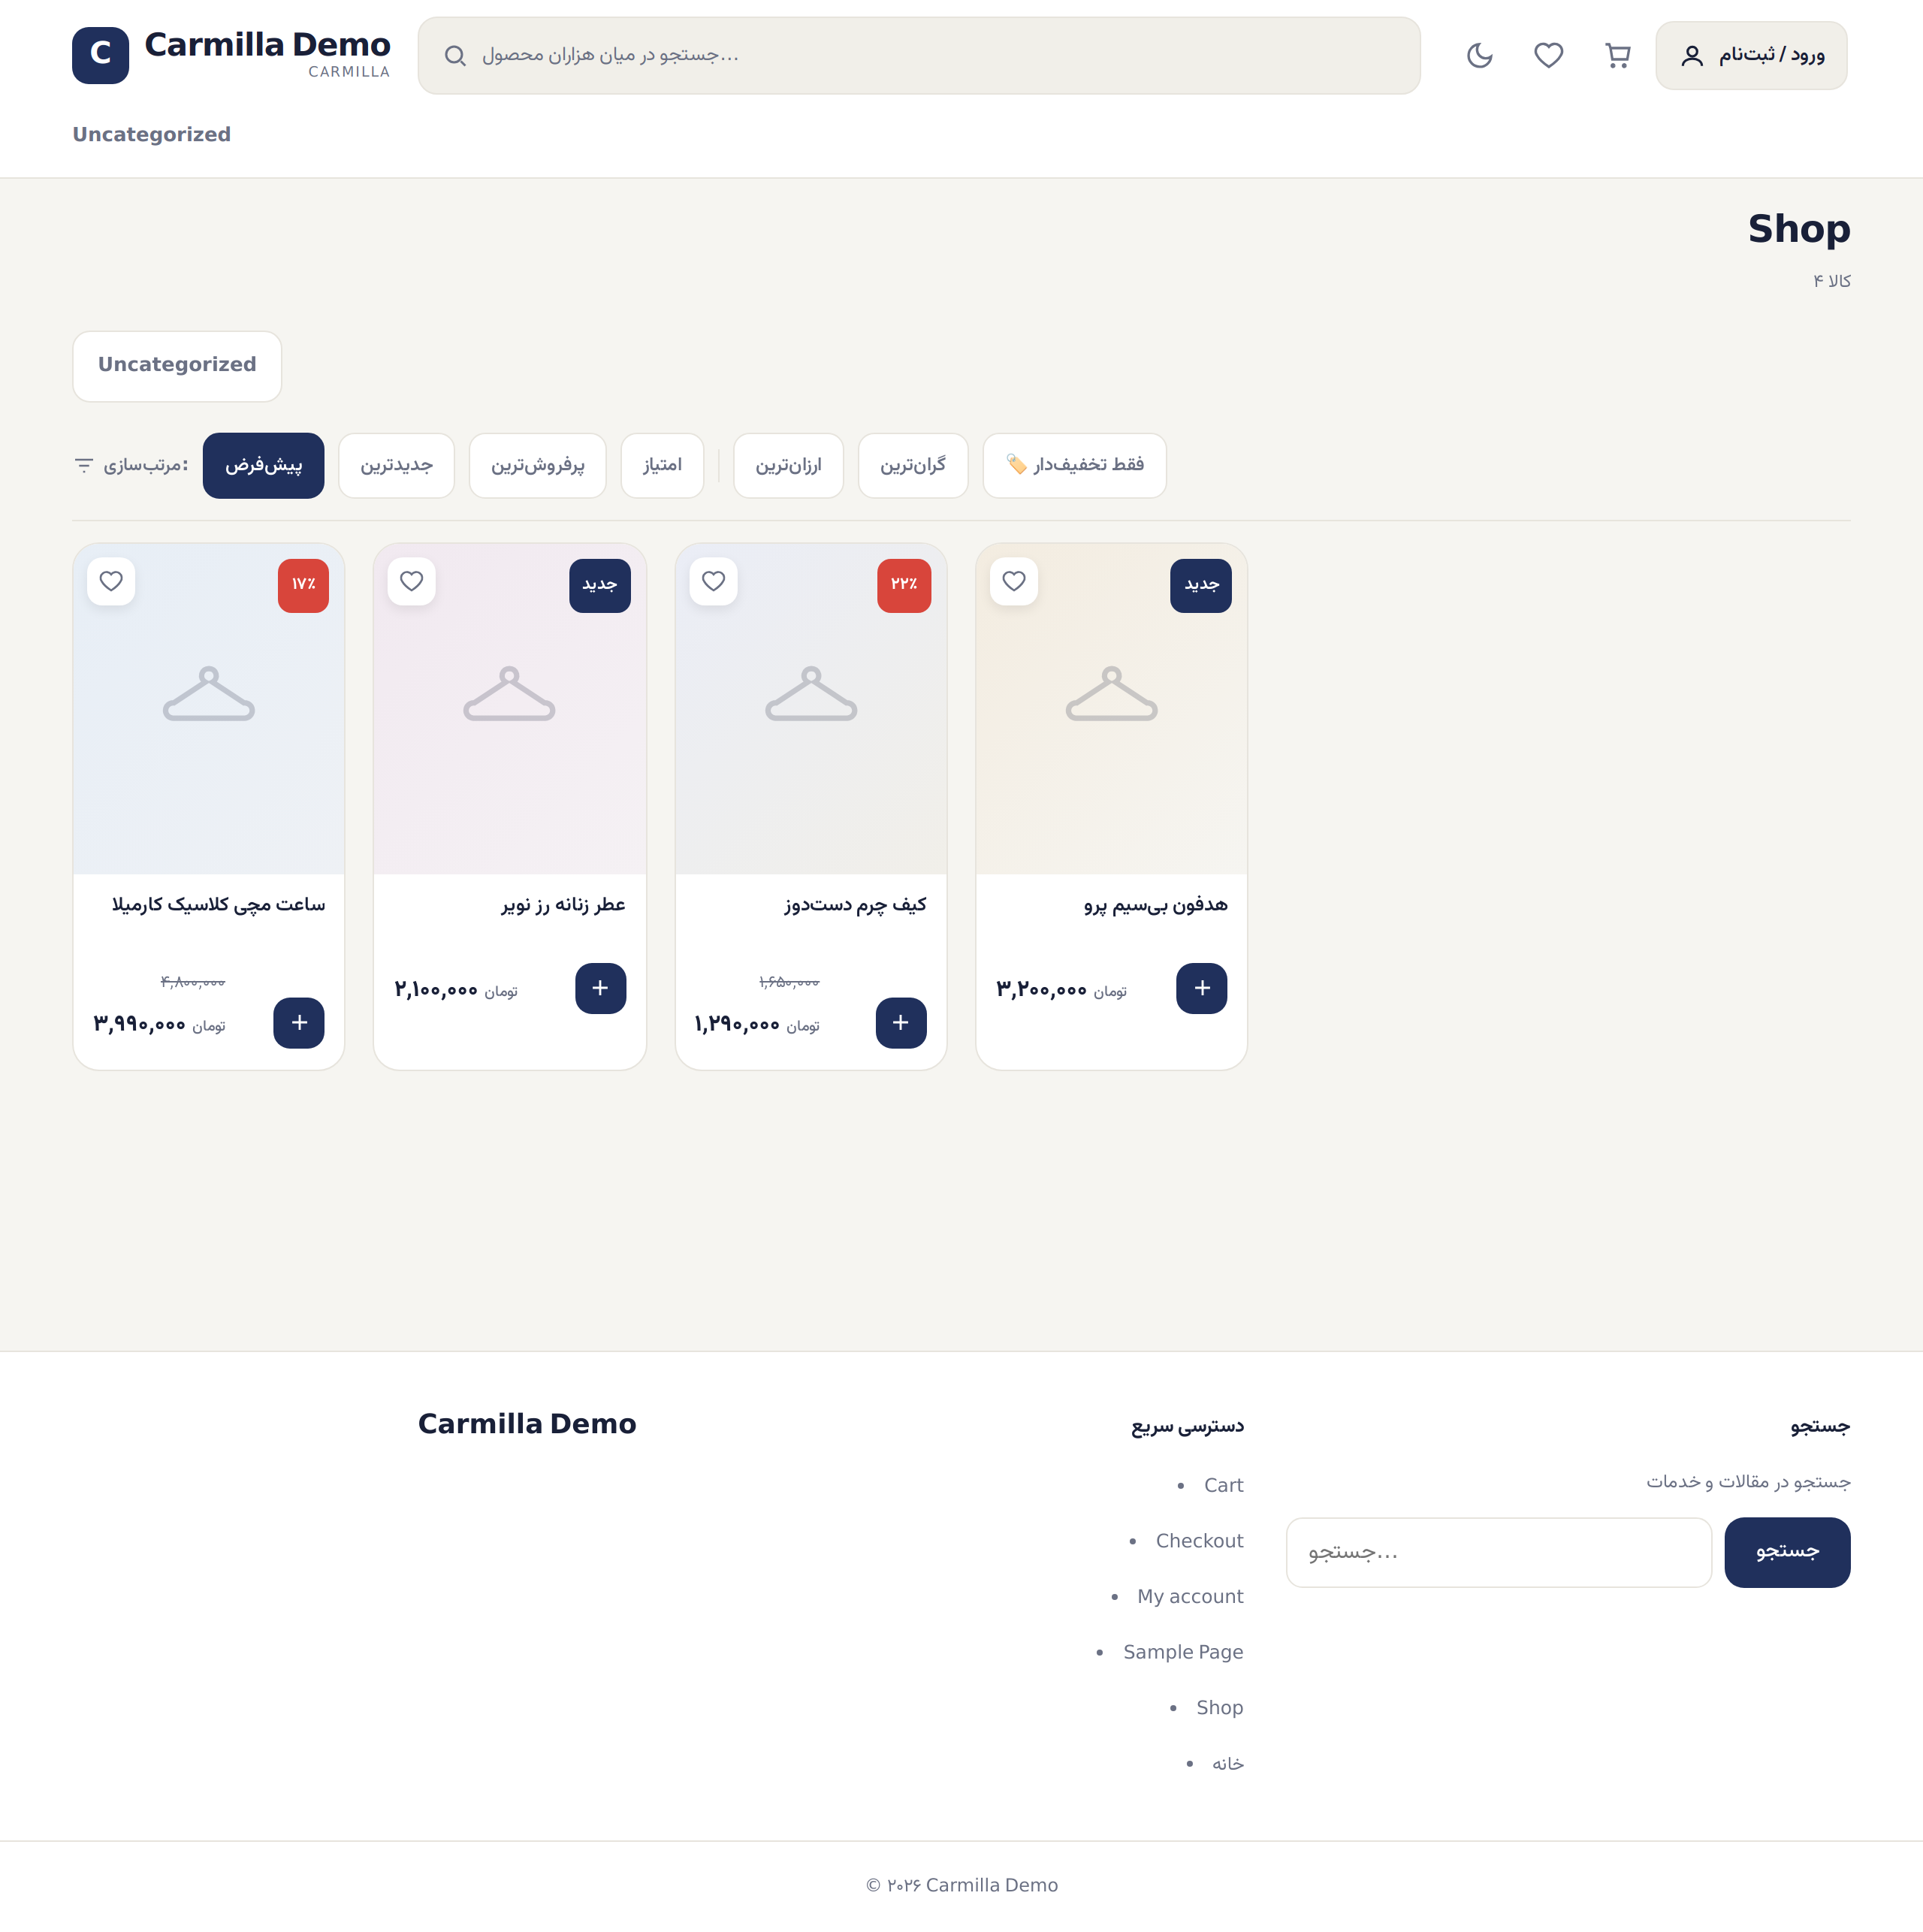 C
Carmilla Demo
CARMILLA
جستجو در میان هزاران محصول...
ورود / ثبت‌نام
Uncategorized
Shop
۴ کالا
Uncategorized
مرتب‌سازی:
پیش‌فرض
جدیدترین
پرفروش‌ترین
امتیاز
ارزان‌ترین
گران‌ترین
🏷️ فقط تخفیف‌دار
۱۷٪
ساعت مچی کلاسیک کارمیلا
۴,۸۰۰,۰۰۰
۳,۹۹۰,۰۰۰ تومان
+
جدید
عطر زنانه رز نویر
۲,۱۰۰,۰۰۰ تومان
+
۲۲٪
کیف چرم دست‌دوز
۱,۶۵۰,۰۰۰
۱,۲۹۰,۰۰۰ تومان
+
جدید
هدفون بی‌سیم پرو
۳,۲۰۰,۰۰۰ تومان
+
Carmilla Demo
دسترسی سریع
Cart
Checkout
My account
Sample Page
Shop
خانه
جستجو
جستجو در مقالات و خدمات
جستجو...
جستجو
© ۲۰۲۶ Carmilla Demo